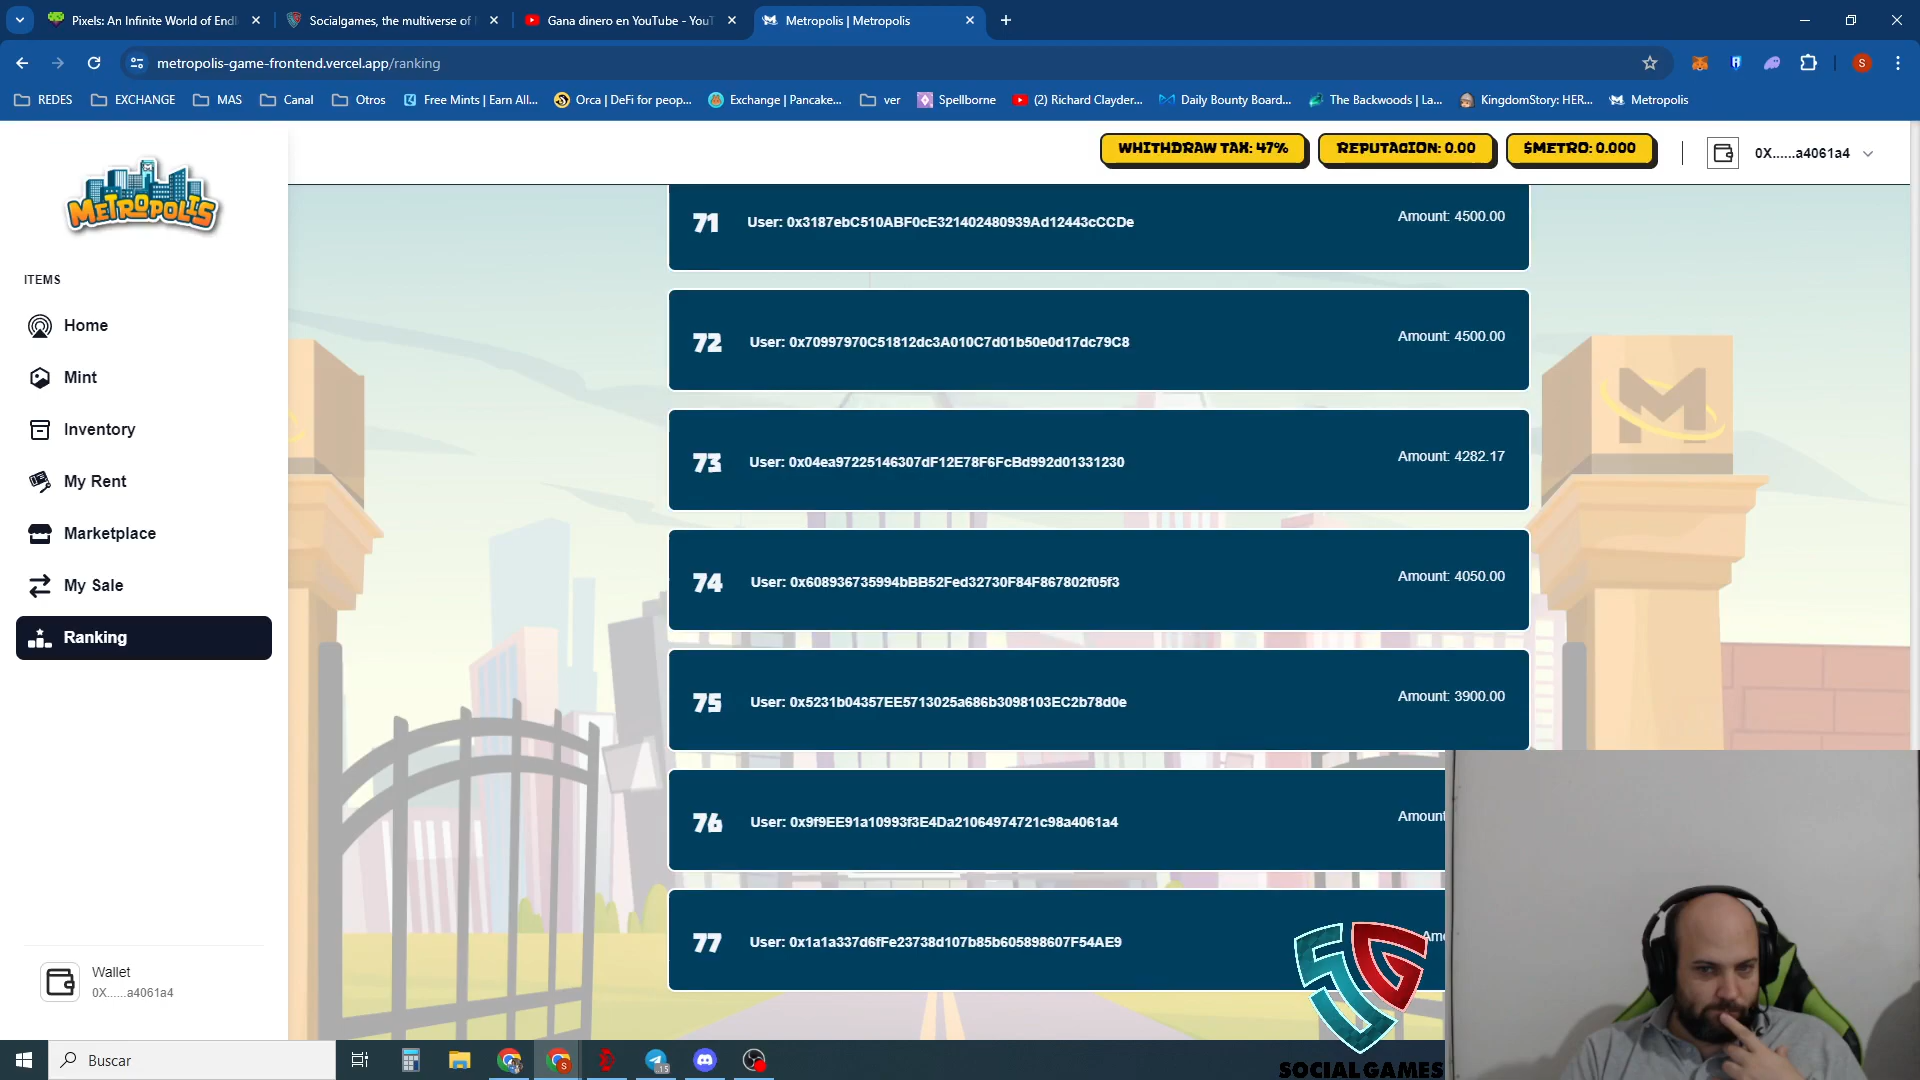 Pixels: An Infinite World of Endl
Socialgames, the multiverse of
Gana dinero en YouTube - YouT
Metropolis | Metropolis
metropolis-game-frontend.vercel.app/ranking
S
REDES
EXCHANGE
MAS
Canal
Otros
Free Mints | Earn All...
Orca | DeFi for peop...
Exchange | Pancake...
ver
Spellborne
(2) Richard Clayder...
Daily Bounty Board...
The Backwoods | La...
KingdomStory: HER...
Metropolis
METROPOLIS
WHITHDRAW TAX: 47%
REPUTACION: 0.00
$METRO: 0.000
0X......a4061a4
ITEMS
Home
Mint
Inventory
My Rent
Marketplace
My Sale
Ranking
Wallet
0X......a4061a4
71 User: 0x3187ebC510ABF0cE321402480939Ad12443cCCDe Amount: 4500.00
72 User: 0x70997970C51812dc3A010C7d01b50e0d17dc79C8 Amount: 4500.00
73 User: 0x04ea97225146307dF12E78F6FcBd992d01331230 Amount: 4282.17
74 User: 0x608936735994bBB52Fed32730F84F867802f05f3 Amount: 4050.00
75 User: 0x5231b04357EE5713025a686b3098103EC2b78d0e Amount: 3900.00
76 User: 0x9f9EE91a10993f3E4Da21064974721c98a4061a4 Amount
77 User: 0x1a1a337d6fFe23738d107b85b605898607F54AE9 Amo
M
SG
SOCIAL GAMES
Buscar
15